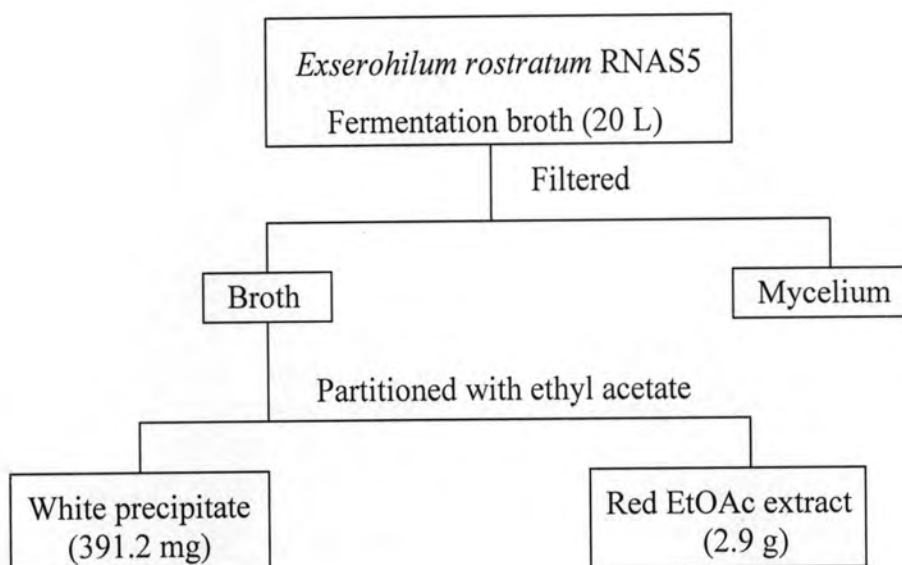 Exserohilum rostratum RNAS5
Fermentation broth (20 L)
Filtered
Broth
Mycelium
Partitioned with ethyl acetate
White precipitate
(391.2 mg)
Red EtOAc extract
(2.9 g)